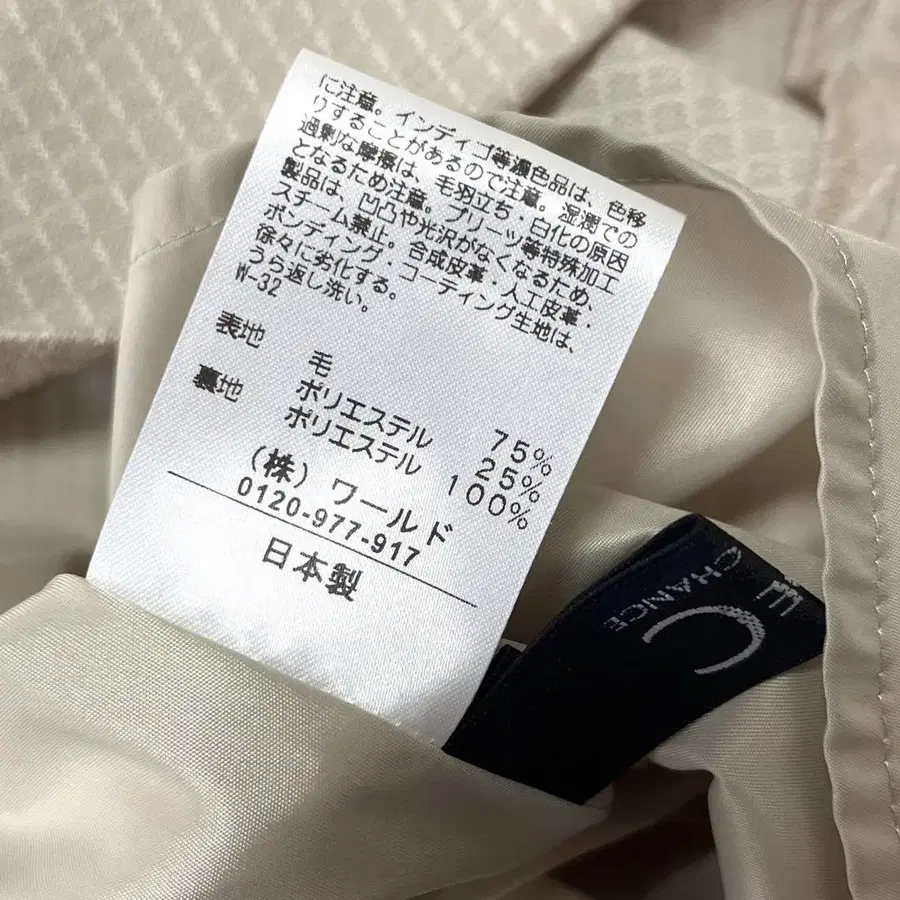 に注意。インディゴ等濃色品は、色移
りすることがあるので注意。湿潤での
過剰な摩擦は、毛羽立ち・白化の原因
となるため注意。プリーツ等特殊加工
製品は、凹凸や光沢がなくなるため、
スチーム禁止。合成皮革・人工皮革・
ボンディング・コーティング生地は、
徐々に劣化する。
うら返し洗い。
W-32
表地 毛 75%
ポリエステル 25%
裏地 ポリエステル 100%
(株) ワールド
0120-977-917
日本製
CHANCE